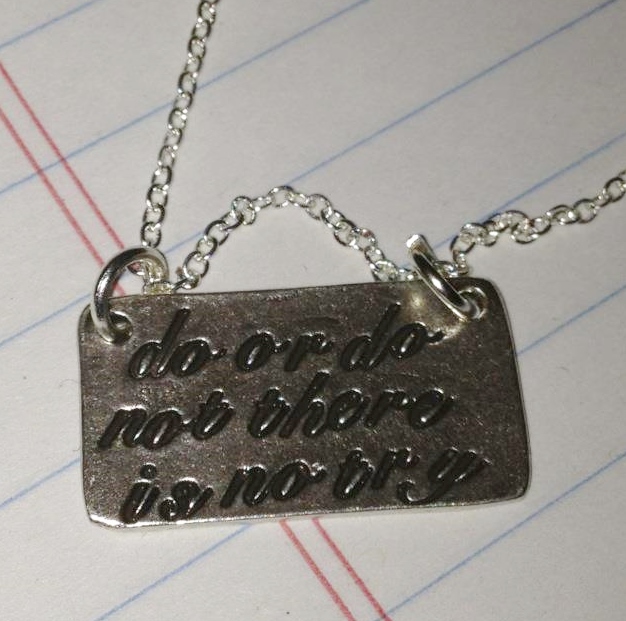 do or do
not there
is no try